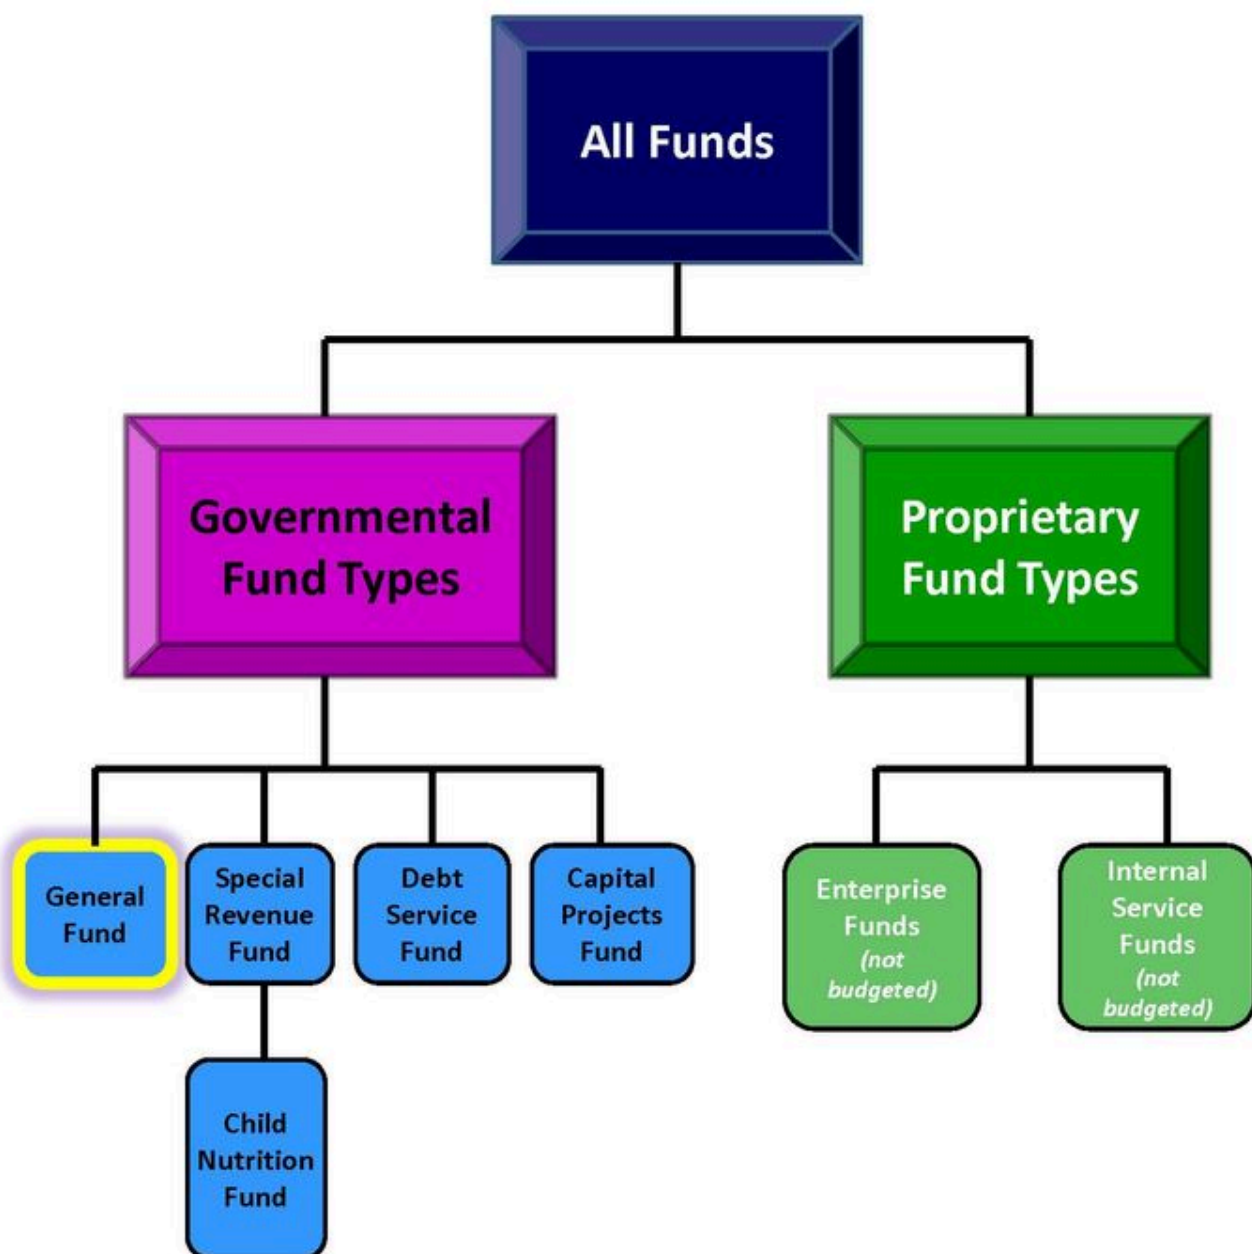 All Funds
Governmental
Fund Types
Proprietary
Fund Types
General
Fund
Special
Revenue
Fund
Debt
Service
Fund
Capital
Projects
Fund
Enterprise
Funds
(not
budgeted)
Internal
Service
Funds
(not
budgeted)
Child
Nutrition
Fund